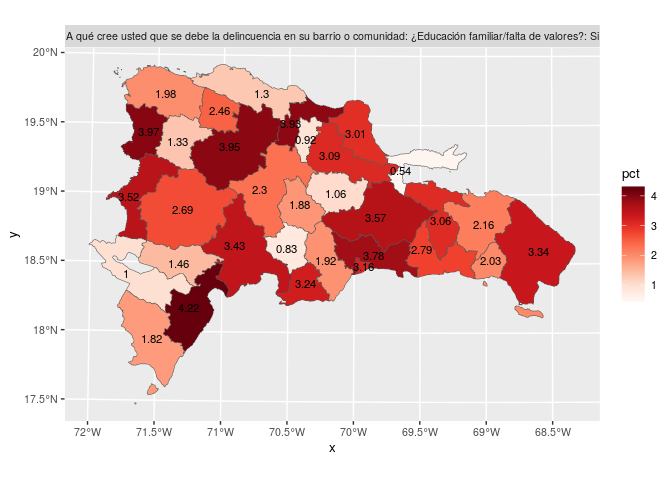 A qué cree usted que se debe la delincuencia en su barrio o comunidad: ¿Educación familiar/falta de valores?: Si
20°N
1.98
1.3
2.46
19.5°N
3.97
3.93
3.01
1.33
3.95
0.92
3.09
0.54
19°N
3.52
2.3
1.06
2.69
1.88
3.57
3.06
2.16
3.43
0.83
2.79
3.34
18.5°N
1
1.46
1.92
3.78
3.16
2.03
3.24
4.22
18°N
1.82
17.5°N
72°W
71.5°W
71°W
70.5°W
70°W
69.5°W
69°W
68.5°W
x
y
pct
4
3
2
1